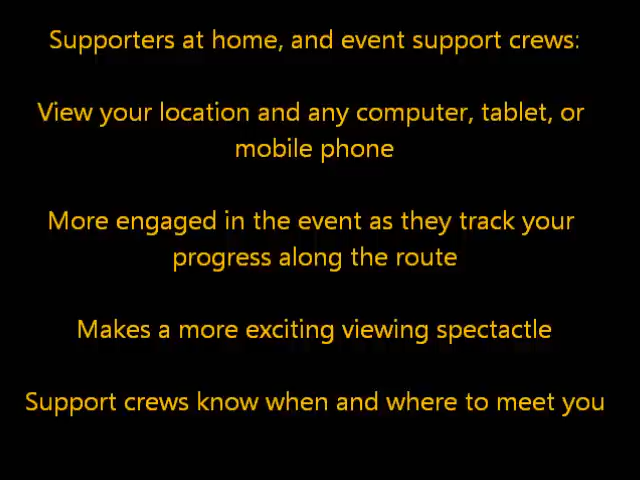 Supporters at home, and event support crews:
View your location and any computer, tablet, or
mobile phone
More engaged in the event as they track your
progress along the route
Makes a more exciting viewing spectactle
Support crews know when and where to meet you